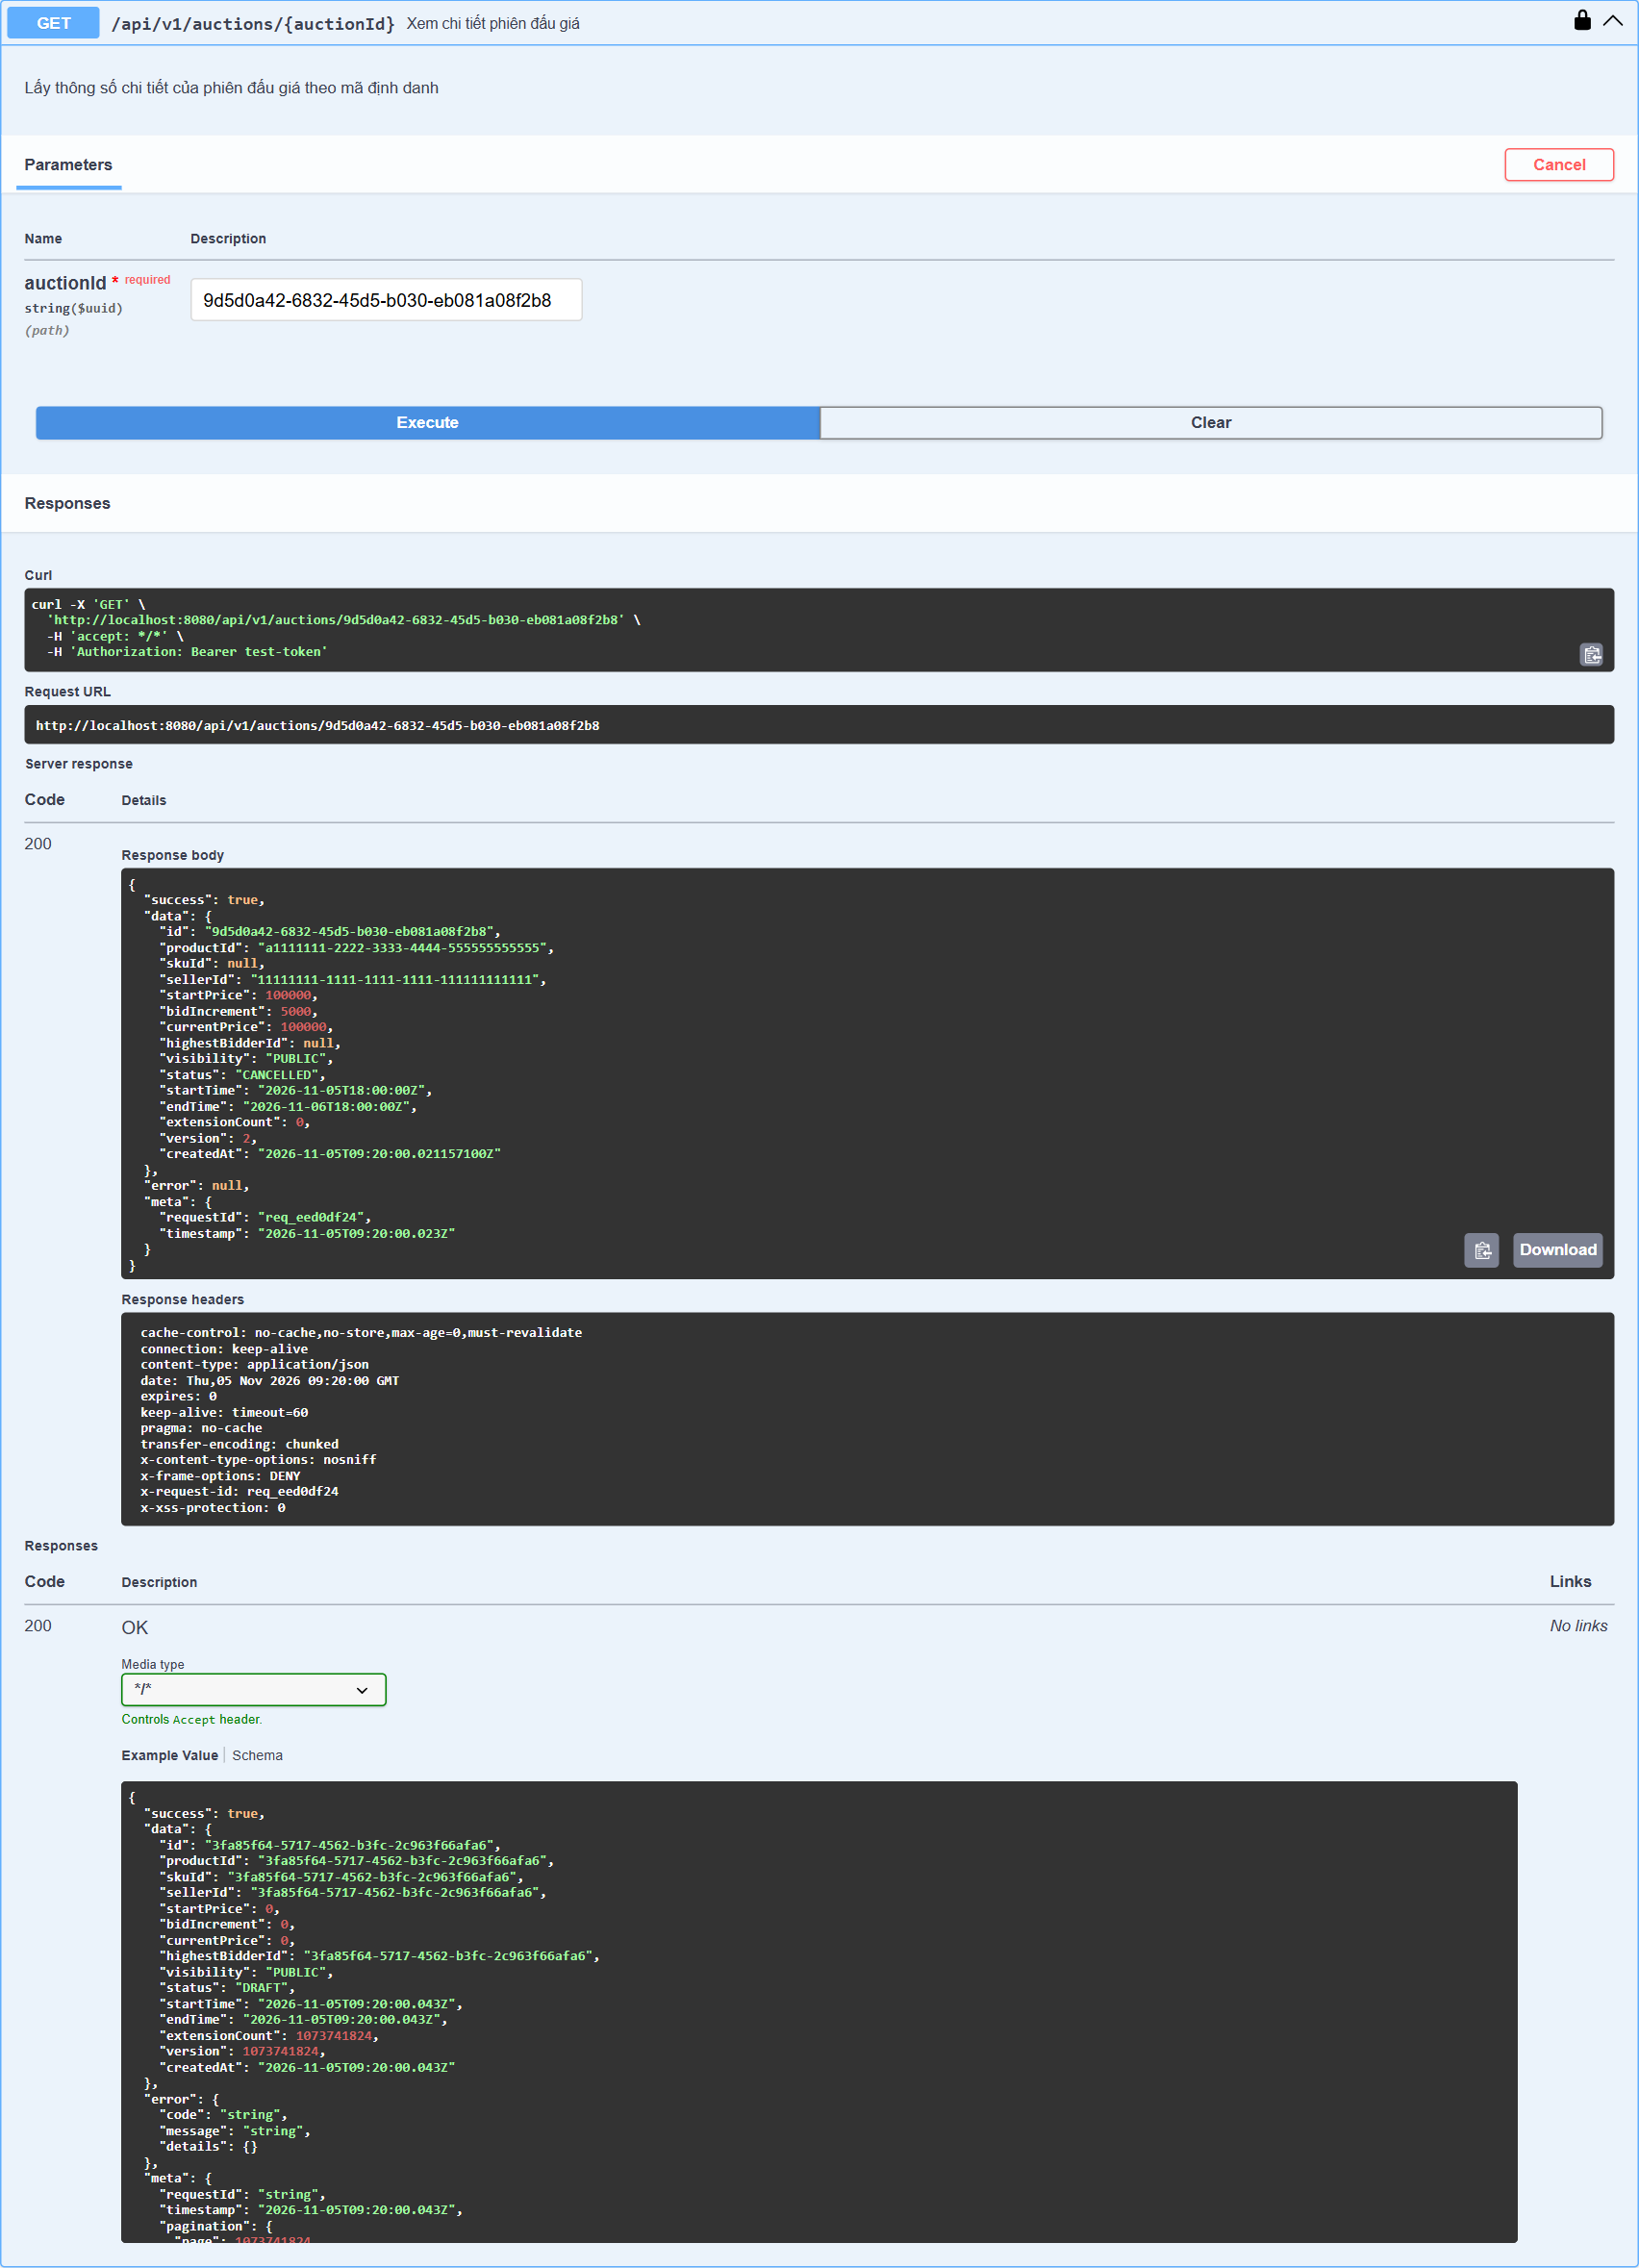 GET /api/v1/auctions/{auctionId} Xem chi tiết phiên đấu giá
Lấy thông số chi tiết của phiên đấu giá theo mã định danh
Parameters
Cancel
Name Description
auctionId * required
string($uuid)
(path)
9d5d0a42-6832-45d5-b030-eb081a08f2b8
Execute
Clear
Responses
Curl
curl -X 'GET' \
  'http://localhost:8080/api/v1/auctions/9d5d0a42-6832-45d5-b030-eb081a08f2b8' \
  -H 'accept: */*' \
  -H 'Authorization: Bearer test-token'
Request URL
http://localhost:8080/api/v1/auctions/9d5d0a42-6832-45d5-b030-eb081a08f2b8
Server response
Code Details
200
Response body
{
  "success": true,
  "data": {
    "id": "9d5d0a42-6832-45d5-b030-eb081a08f2b8",
    "productId": "a1111111-2222-3333-4444-555555555555",
    "skuId": null,
    "sellerId": "11111111-1111-1111-1111-111111111111",
    "startPrice": 100000,
    "bidIncrement": 5000,
    "currentPrice": 100000,
    "highestBidderId": null,
    "visibility": "PUBLIC",
    "status": "CANCELLED",
    "startTime": "2026-11-05T18:00:00Z",
    "endTime": "2026-11-06T18:00:00Z",
    "extensionCount": 0,
    "version": 2,
    "createdAt": "2026-11-05T09:20:00.021157100Z"
  },
  "error": null,
  "meta": {
    "requestId": "req_eed0df24",
    "timestamp": "2026-11-05T09:20:00.023Z"
  }
}
Download
Response headers
cache-control: no-cache,no-store,max-age=0,must-revalidate
connection: keep-alive
content-type: application/json
date: Thu,05 Nov 2026 09:20:00 GMT
expires: 0
keep-alive: timeout=60
pragma: no-cache
transfer-encoding: chunked
x-content-type-options: nosniff
x-frame-options: DENY
x-request-id: req_eed0df24
x-xss-protection: 0
Responses
Code Description Links
200 OK No links
Media type
*/*
Controls Accept header.
Example Value Schema
{
  "success": true,
  "data": {
    "id": "3fa85f64-5717-4562-b3fc-2c963f66afa6",
    "productId": "3fa85f64-5717-4562-b3fc-2c963f66afa6",
    "skuId": "3fa85f64-5717-4562-b3fc-2c963f66afa6",
    "sellerId": "3fa85f64-5717-4562-b3fc-2c963f66afa6",
    "startPrice": 0,
    "bidIncrement": 0,
    "currentPrice": 0,
    "highestBidderId": "3fa85f64-5717-4562-b3fc-2c963f66afa6",
    "visibility": "PUBLIC",
    "status": "DRAFT",
    "startTime": "2026-11-05T09:20:00.043Z",
    "endTime": "2026-11-05T09:20:00.043Z",
    "extensionCount": 1073741824,
    "version": 1073741824,
    "createdAt": "2026-11-05T09:20:00.043Z"
  },
  "error": {
    "code": "string",
    "message": "string",
    "details": {}
  },
  "meta": {
    "requestId": "string",
    "timestamp": "2026-11-05T09:20:00.043Z",
    "pagination": {
      "page": 1073741824